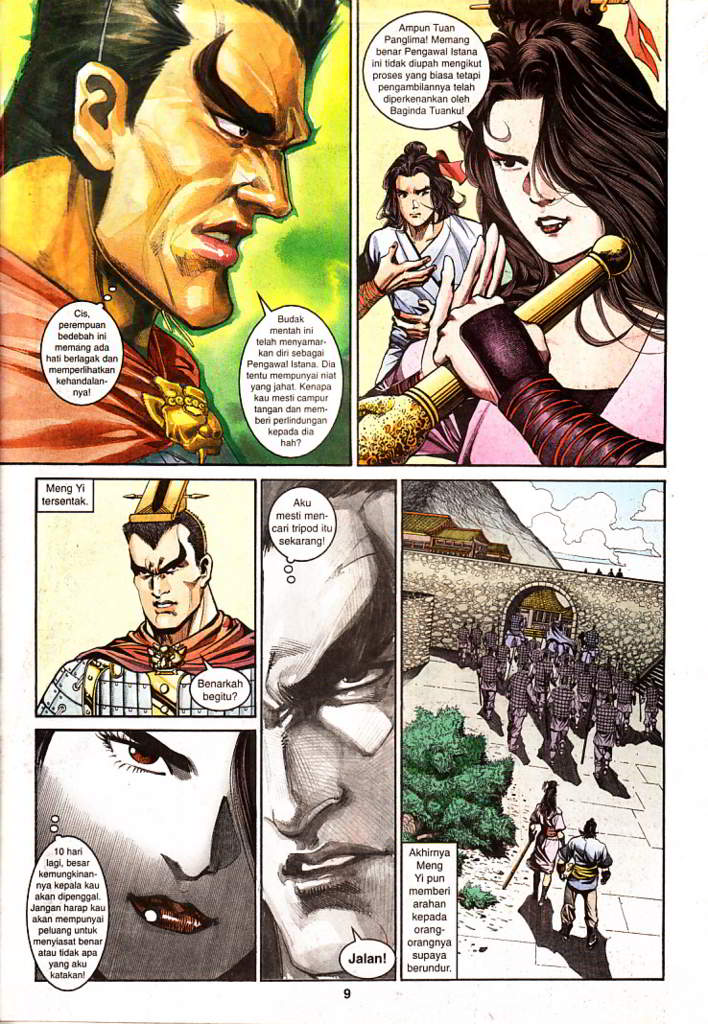 Cis,
perempuan
bedebah ini
memang ada
hati berlagak dan
memperlihatkan
kehandalan-
nya!
Budak
mentah ini
telah menyamar-
kan diri sebagai
Pengawal Istana. Dia
tentu mempunyai niat
yang jahat. Kenapa
kau mesti campur
tangan dan mem-
beri perlindungan
kepada dia
hah?
Ampun Tuan
Panglima! Memang
benar Pengawal Istana
ini tidak diupah mengikut
proses yang biasa tetapi
pengambilannya telah
diperkenankan oleh
Baginda Tuanku!
Meng Yi
tersentak.
Benarkah
begitu?
10 hari
lagi, besar
kemungkinan-
nya kepala kau
akan dipenggal.
Jangan harap kau
akan mempunyai
peluang untuk
menyiasat benar
atau tidak apa
yang aku
katakan!
Aku
mesti men-
cari tripod itu
sekarang!
Jalan!
Akhirnya
Meng
Yi pun
memberi
arahan
kepada
orang-
orangnya
supaya
berundur.
9